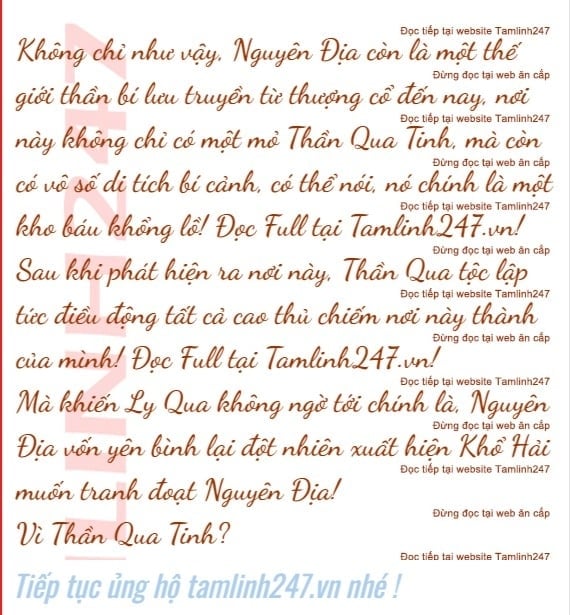 Đọc tiếp tại website Tamlinh247
Không chỉ như vậy, Nguyên Địa còn là một thế
Đừng đọc tại web ăn cắp
giới thần bí lưu truyền từ thượng cổ đến nay, nơi
Đọc tiếp tại website Tamlinh247
này không chỉ có một mỏ Thần Qua Tinh, mà còn
Đừng đọc tại web ăn cắp
có vô số di tích bí cảnh, có thể nói, nó chính là một
Đọc tiếp tại website Tamlinh247
kho báu khổng lồ! Đọc Full tại Tamlinh247.vn!
Đừng đọc tại web ăn cắp
Sau khi phát hiện ra nơi này, Thần Qua tộc lập
Đọc tiếp tại website Tamlinh247
tức điều động tất cả cao thủ chiếm nơi này thành
Đừng đọc tại web ăn cắp
của mình! Đọc Full tại Tamlinh247.vn!
Đọc tiếp tại website Tamlinh247
Mà khiến Ly Qua không ngờ tới chính là, Nguyên
Đừng đọc tại web ăn cắp
Địa vốn yên bình lại đột nhiên xuất hiện Khổ Hải
Đọc tiếp tại website Tamlinh247
muốn tranh đoạt Nguyên Địa!
Đừng đọc tại web ăn cắp
Vì Thần Qua Tinh?
Đọc tiếp tại website Tamlinh247
LINH247
Tiếp tục ủng hộ tamlinh247.vn nhé !